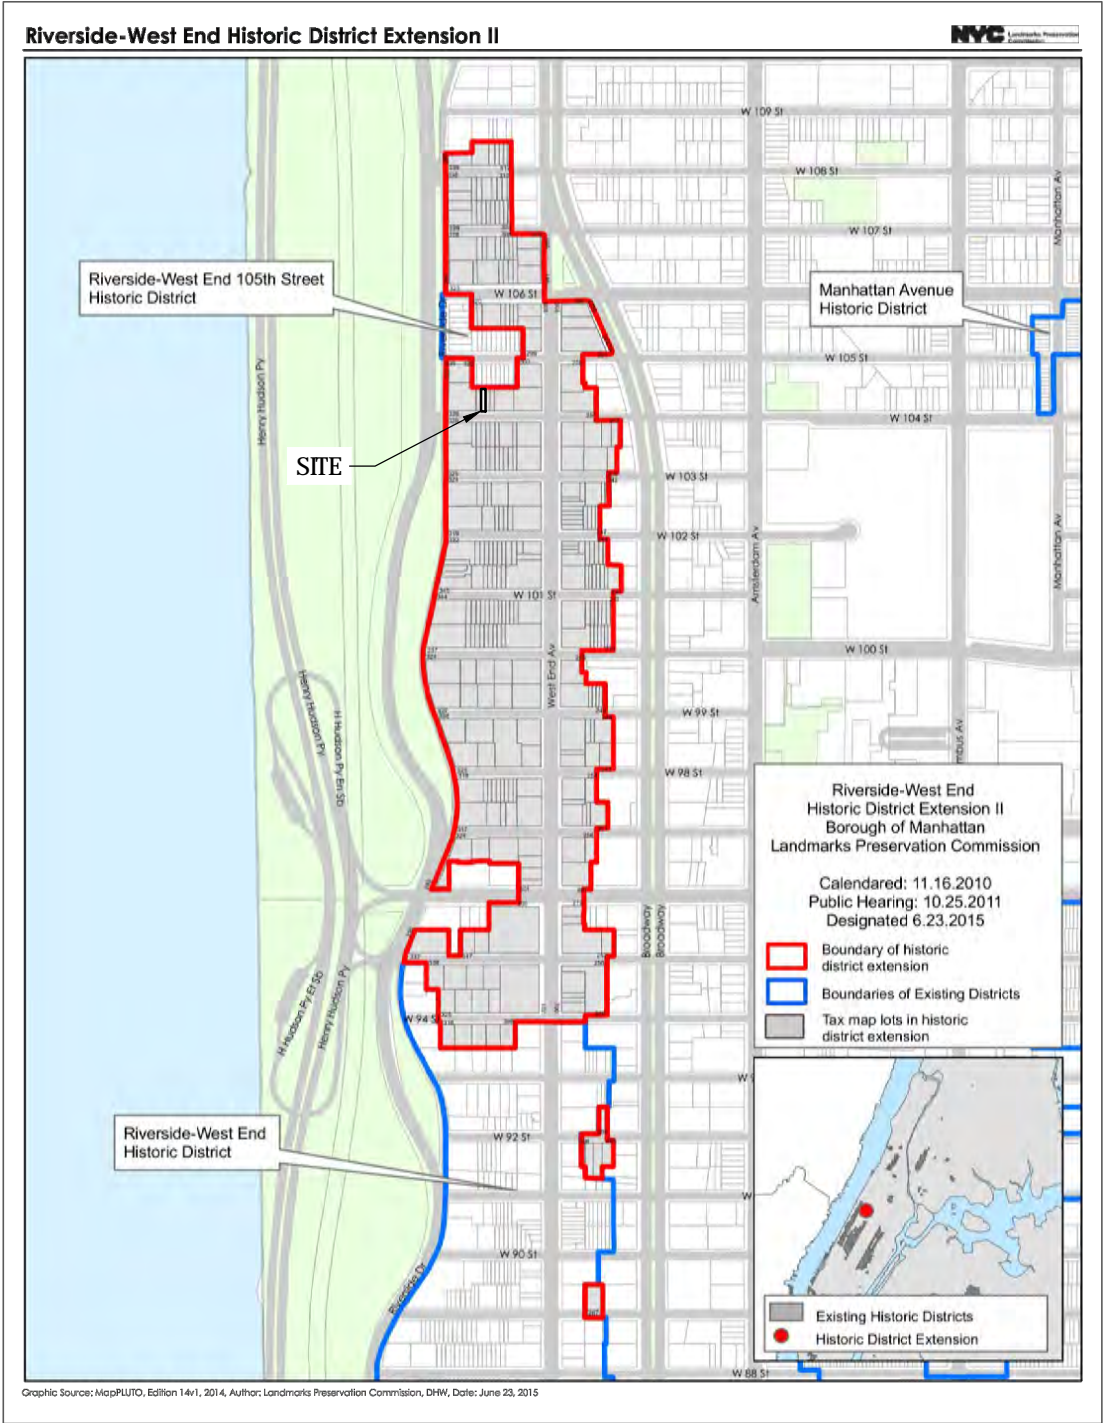 Riverside-West End Historic District Extension II
NYC Landmarks Preservation
Commission
W 109 St
W 108 St
Manhattan Av
W 107 St
Riverside-West End 105th Street
Historic District
W 106 St
Manhattan Avenue
Historic District
Riverside Dr
W 105 St
Henry Hudson Py
W 104 St
SITE
W 103 St
W 102 St
Amsterdam Av
Manhattan Av
W 101 St
W 100 St
West End Av
Henry Hudson Py
H Hudson Py En Sb
W 99 St
mbus Av
W 98 St
Riverside-West End
Historic District Extension II
Borough of Manhattan
Landmarks Preservation Commission
Calendared: 11.16.2010
Public Hearing: 10.25.2011
Designated 6.23.2015
Broadway
Broadway
Boundary of historic
district extension
Boundaries of Existing Districts
Tax map lots in historic
district extension
H Hudson Py Et Sb
Henry Hudson Py
W 94 S
W 9
Riverside-West End
Historic District
W 92 St
W
W 90 St
Riverside Dr
Existing Historic Districts
Historic District Extension
W 88 St
Graphic Source: MapPLUTO, Edition 14v1, 2014, Author: Landmarks Preservation Commission, DHW, Date: June 23, 2015